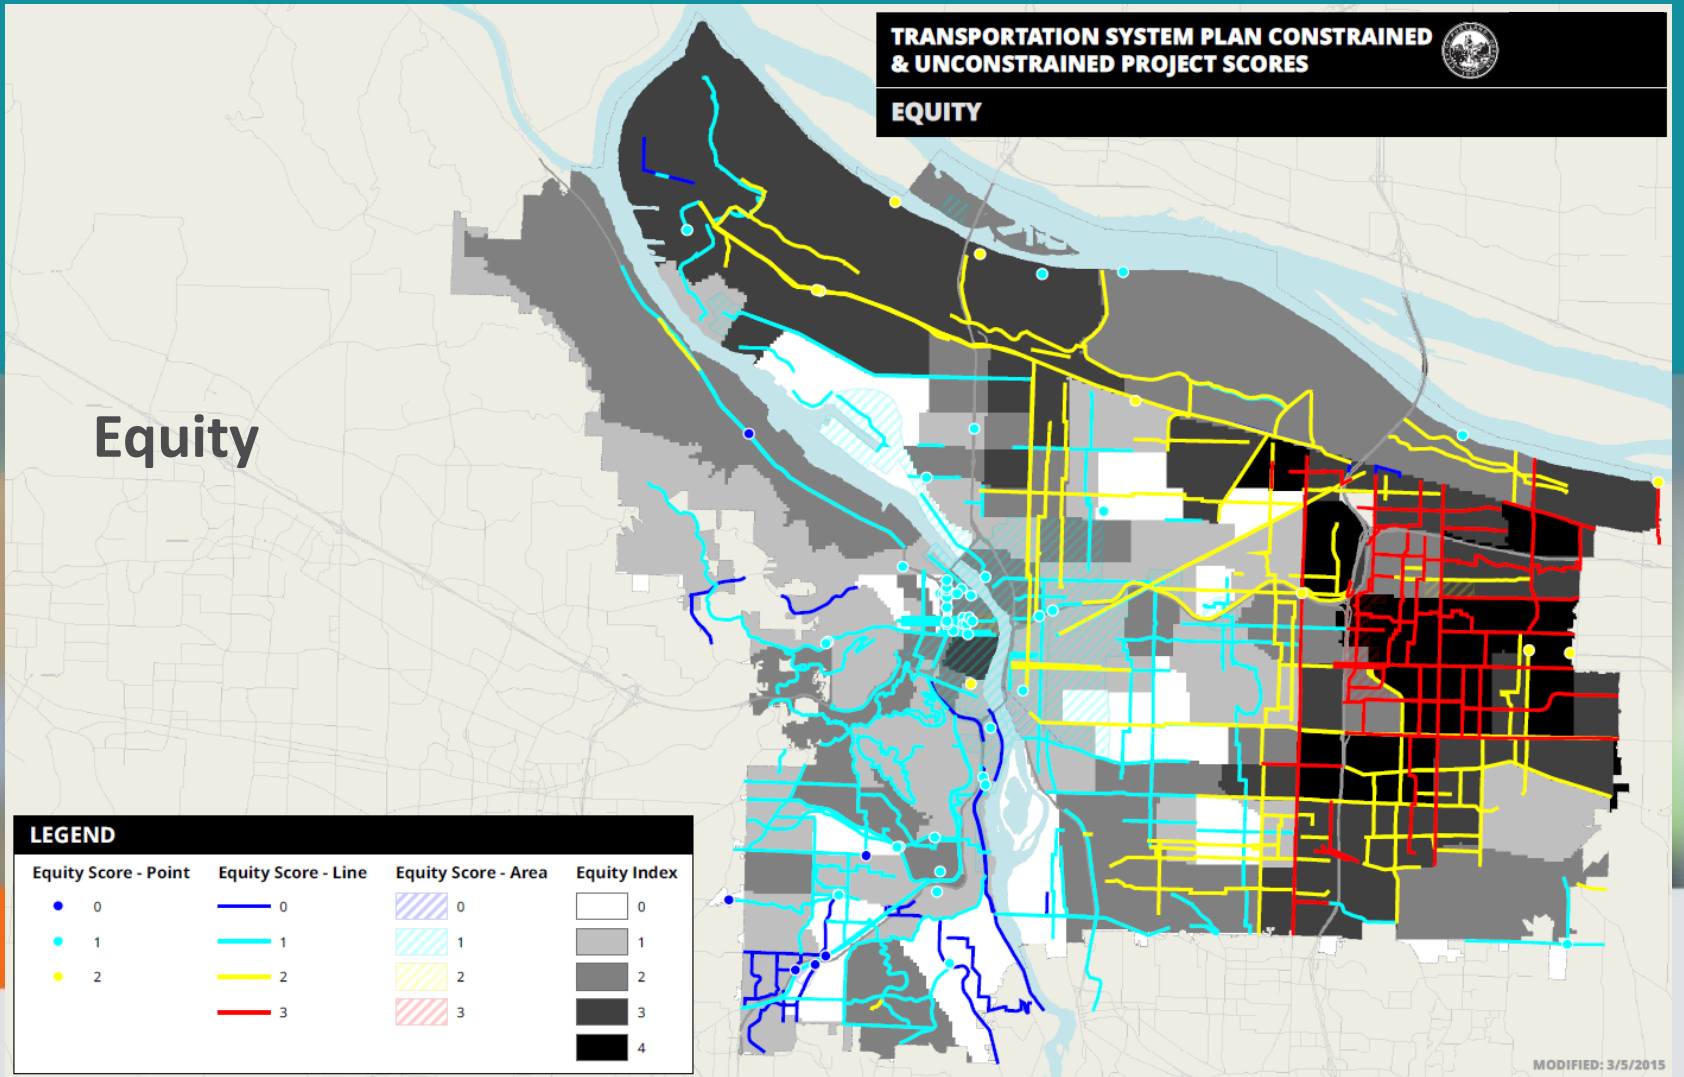 TRANSPORTATION SYSTEM PLAN CONSTRAINED
& UNCONSTRAINED PROJECT SCORES
EQUITY
Equity
LEGEND
Equity Score - Point
0
1
2
Equity Score - Line
0
1
2
3
Equity Score - Area
0
1
2
3
Equity Index
0
1
2
3
4
MODIFIED: 3/5/2015